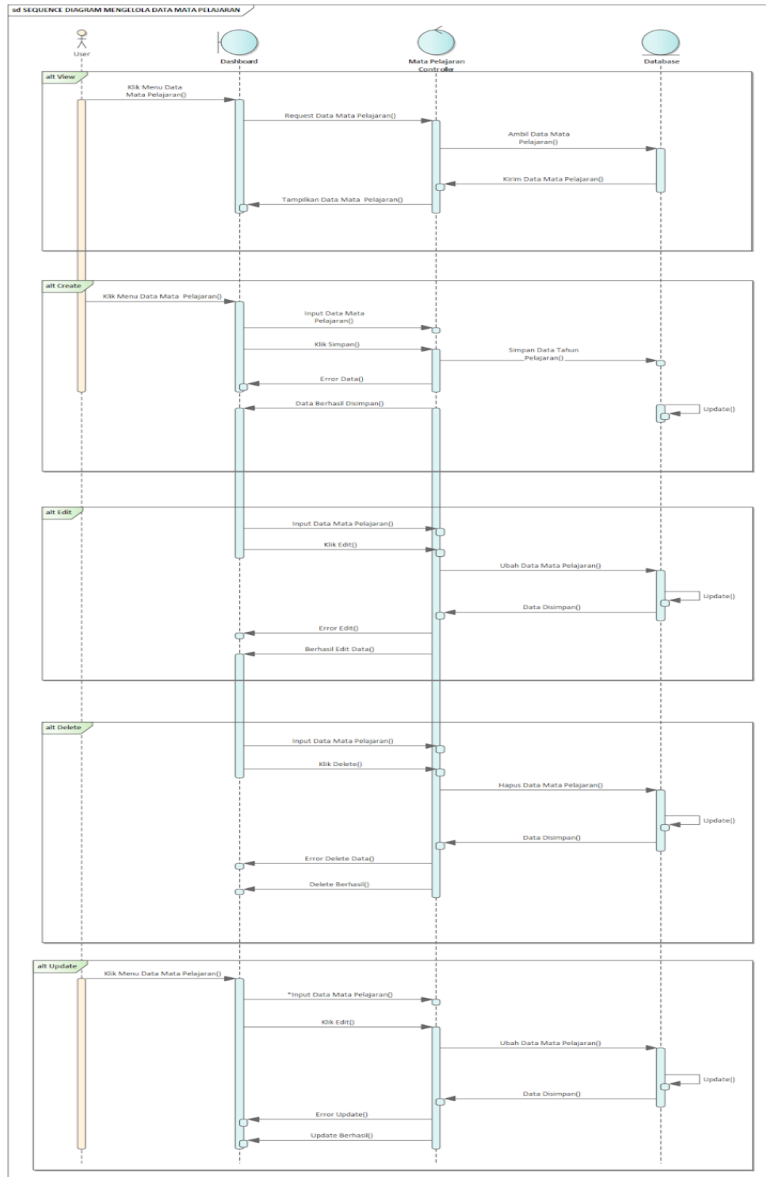 sd SEQUENCE DIAGRAM MENGELOLA DATA MATA PELAJARAN
User
Dashboard
Mata Pelajaran
Controller
Database
alt View
Klik Menu Data
Mata Pelajaran()
Request Data Mata Pelajaran()
Ambil Data Mata
Pelajaran()
Kirim Data Mata Pelajaran()
Tampilkan Data Mata Pelajaran()
alt Create
Klik Menu Data Mata Pelajaran()
Input Data Mata
Pelajaran()
Klik Simpan()
Simpan Data Tahun
Pelajaran()
Error Data()
Data Berhasil Disimpan()
Update()
alt Edit
Input Data Mata Pelajaran()
Klik Edit()
Ubah Data Mata Pelajaran()
Update()
Data Disimpan()
Error Edit()
Berhasil Edit Data()
alt Delete
Input Data Mata Pelajaran()
Klik Delete()
Hapus Data Mata Pelajaran()
Update()
Data Disimpan()
Error Delete Data()
Delete Berhasil()
alt Update
Klik Menu Data Mata Pelajaran()
*Input Data Mata Pelajaran()
Klik Edit()
Ubah Data Mata Pelajaran()
Update()
Data Disimpan()
Error Update()
Update Berhasil()